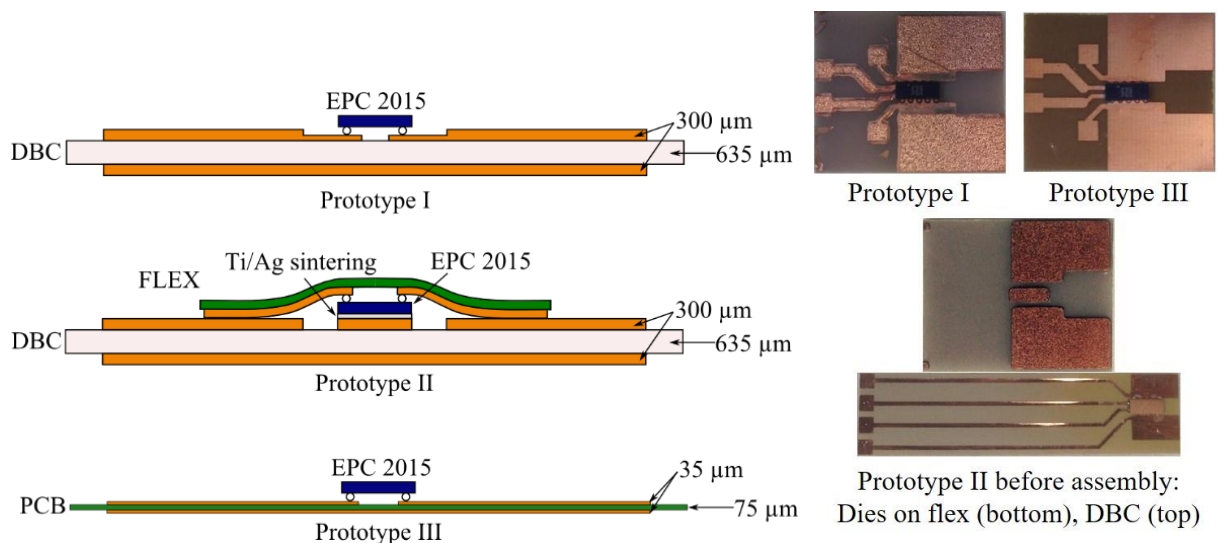 EPC 2015
DBC
300 µm
635 µm
Prototype I
FLEX
Ti/Ag sintering
EPC 2015
DBC
300 µm
635 µm
Prototype II
EPC 2015
PCB
35 µm
75 µm
Prototype III
Prototype I
Prototype III
Prototype II before assembly:
Dies on flex (bottom), DBC (top)